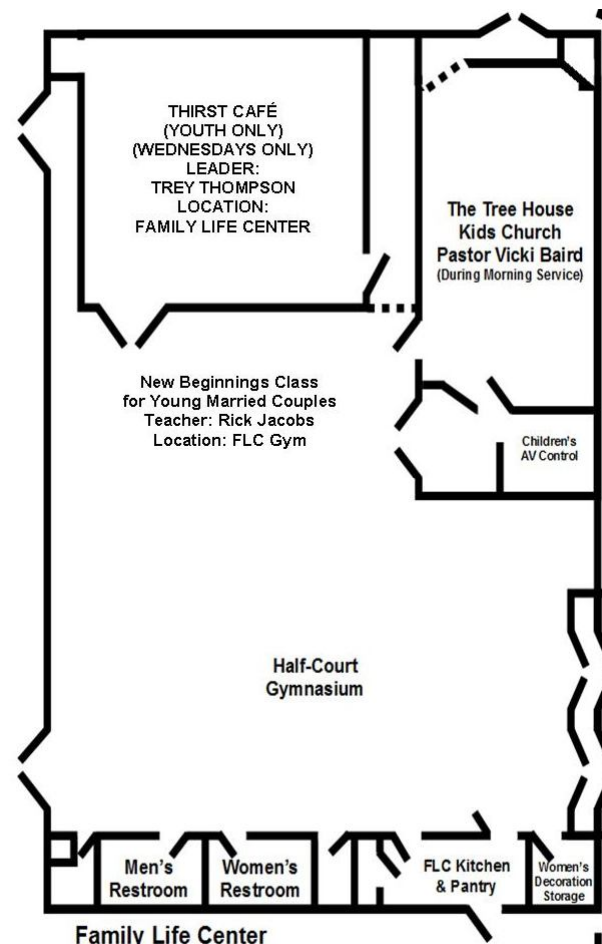 THIRST CAFÉ
(YOUTH ONLY)
(WEDNESDAYS ONLY)
LEADER:
TREY THOMPSON
LOCATION:
FAMILY LIFE CENTER
The Tree House
Kids Church
Pastor Vicki Baird
(During Morning Service)
New Beginnings Class
for Young Married Couples
Teacher: Rick Jacobs
Location: FLC Gym
Children's
AV Control
Half-Court
Gymnasium
Men's
Restroom
Women's
Restroom
FLC Kitchen
& Pantry
Women's
Decoration
Storage
Family Life Center